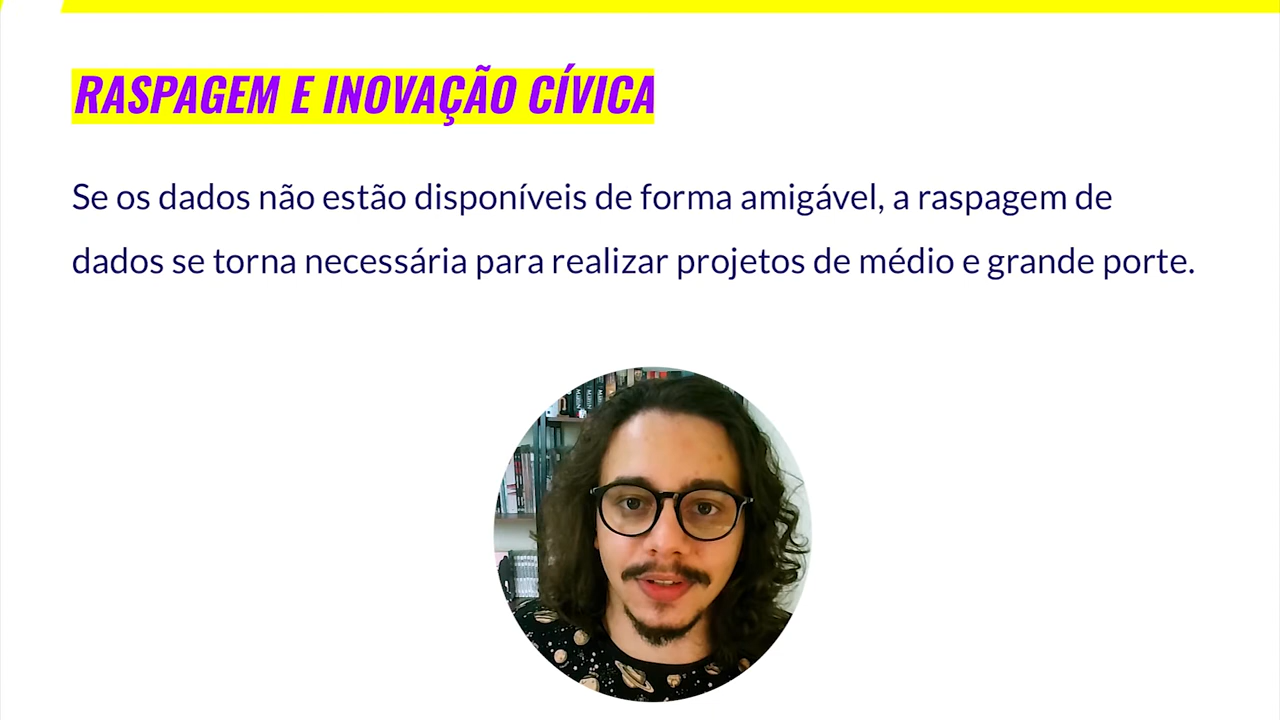 RASPAGEM E INOVAÇÃO CÍVICA
Se os dados não estão disponíveis de forma amigável, a raspagem de
dados se torna necessária para realizar projetos de médio e grande porte.